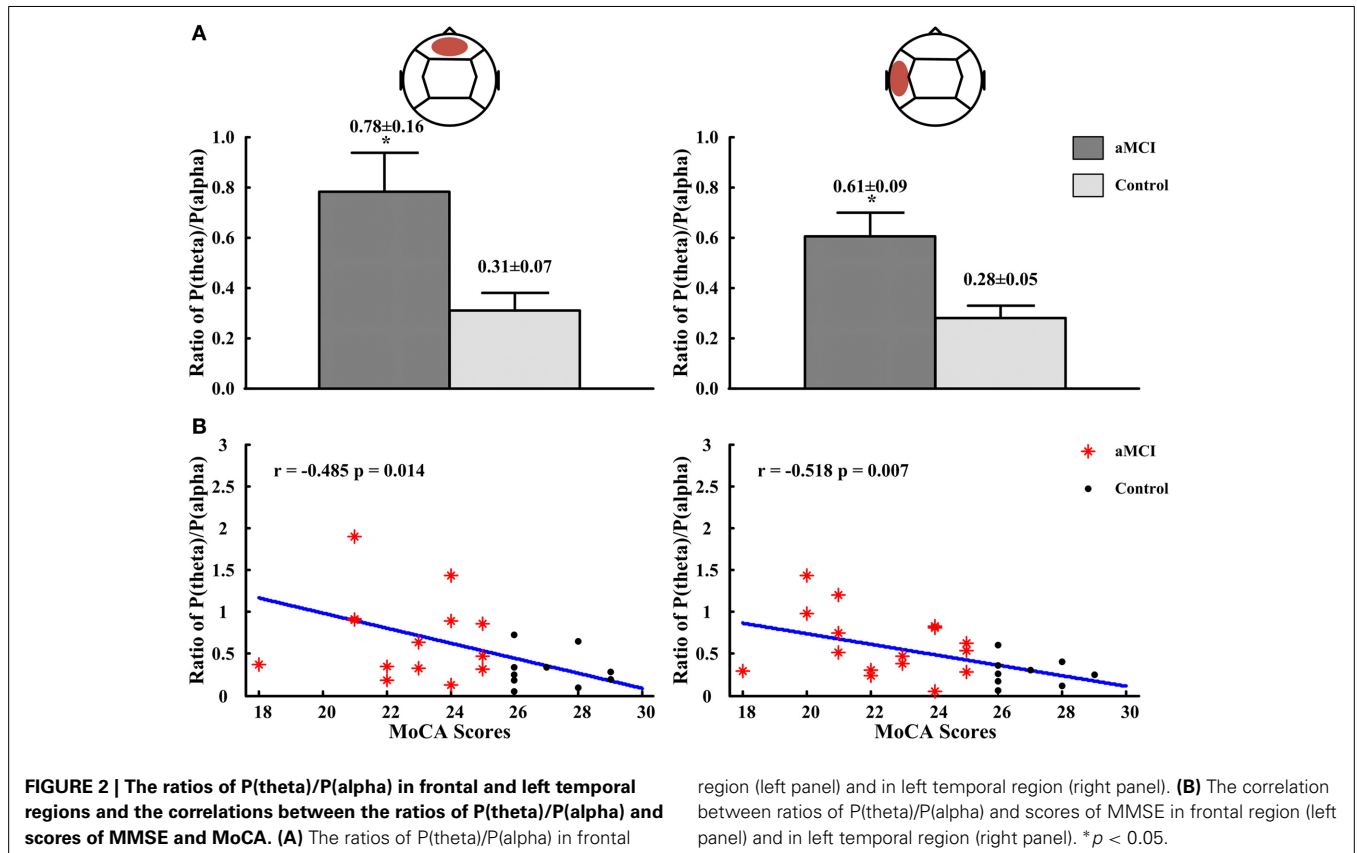 A
0.78±0.16
*
1.0
0.8
0.6
0.4
0.2
0.0
Ratio of P(theta)/P(alpha)
0.31±0.07
0.61±0.09
*
1.0
0.8
0.6
0.4
0.2
0.0
Ratio of P(theta)/P(alpha)
0.28±0.05
aMCI
Control
B
3
2.5
2
1.5
1
0.5
0
Ratio of P(theta)/P(alpha)
r = -0.485 p = 0.014
18 20 22 24 26 28 30
MoCA Scores
3
2.5
2
1.5
1
0.5
0
Ratio of P(theta)/P(alpha)
r = -0.518 p = 0.007
18 20 22 24 26 28 30
MoCA Scores
aMCI
Control
FIGURE 2 | The ratios of P(theta)/P(alpha) in frontal and left temporal
regions and the correlations between the ratios of P(theta)/P(alpha) and
scores of MMSE and MoCA. (A) The ratios of P(theta)/P(alpha) in frontal
region (left panel) and in left temporal region (right panel). (B) The correlation
between ratios of P(theta)/P(alpha) and scores of MMSE in frontal region (left
panel) and in left temporal region (right panel). *p < 0.05.